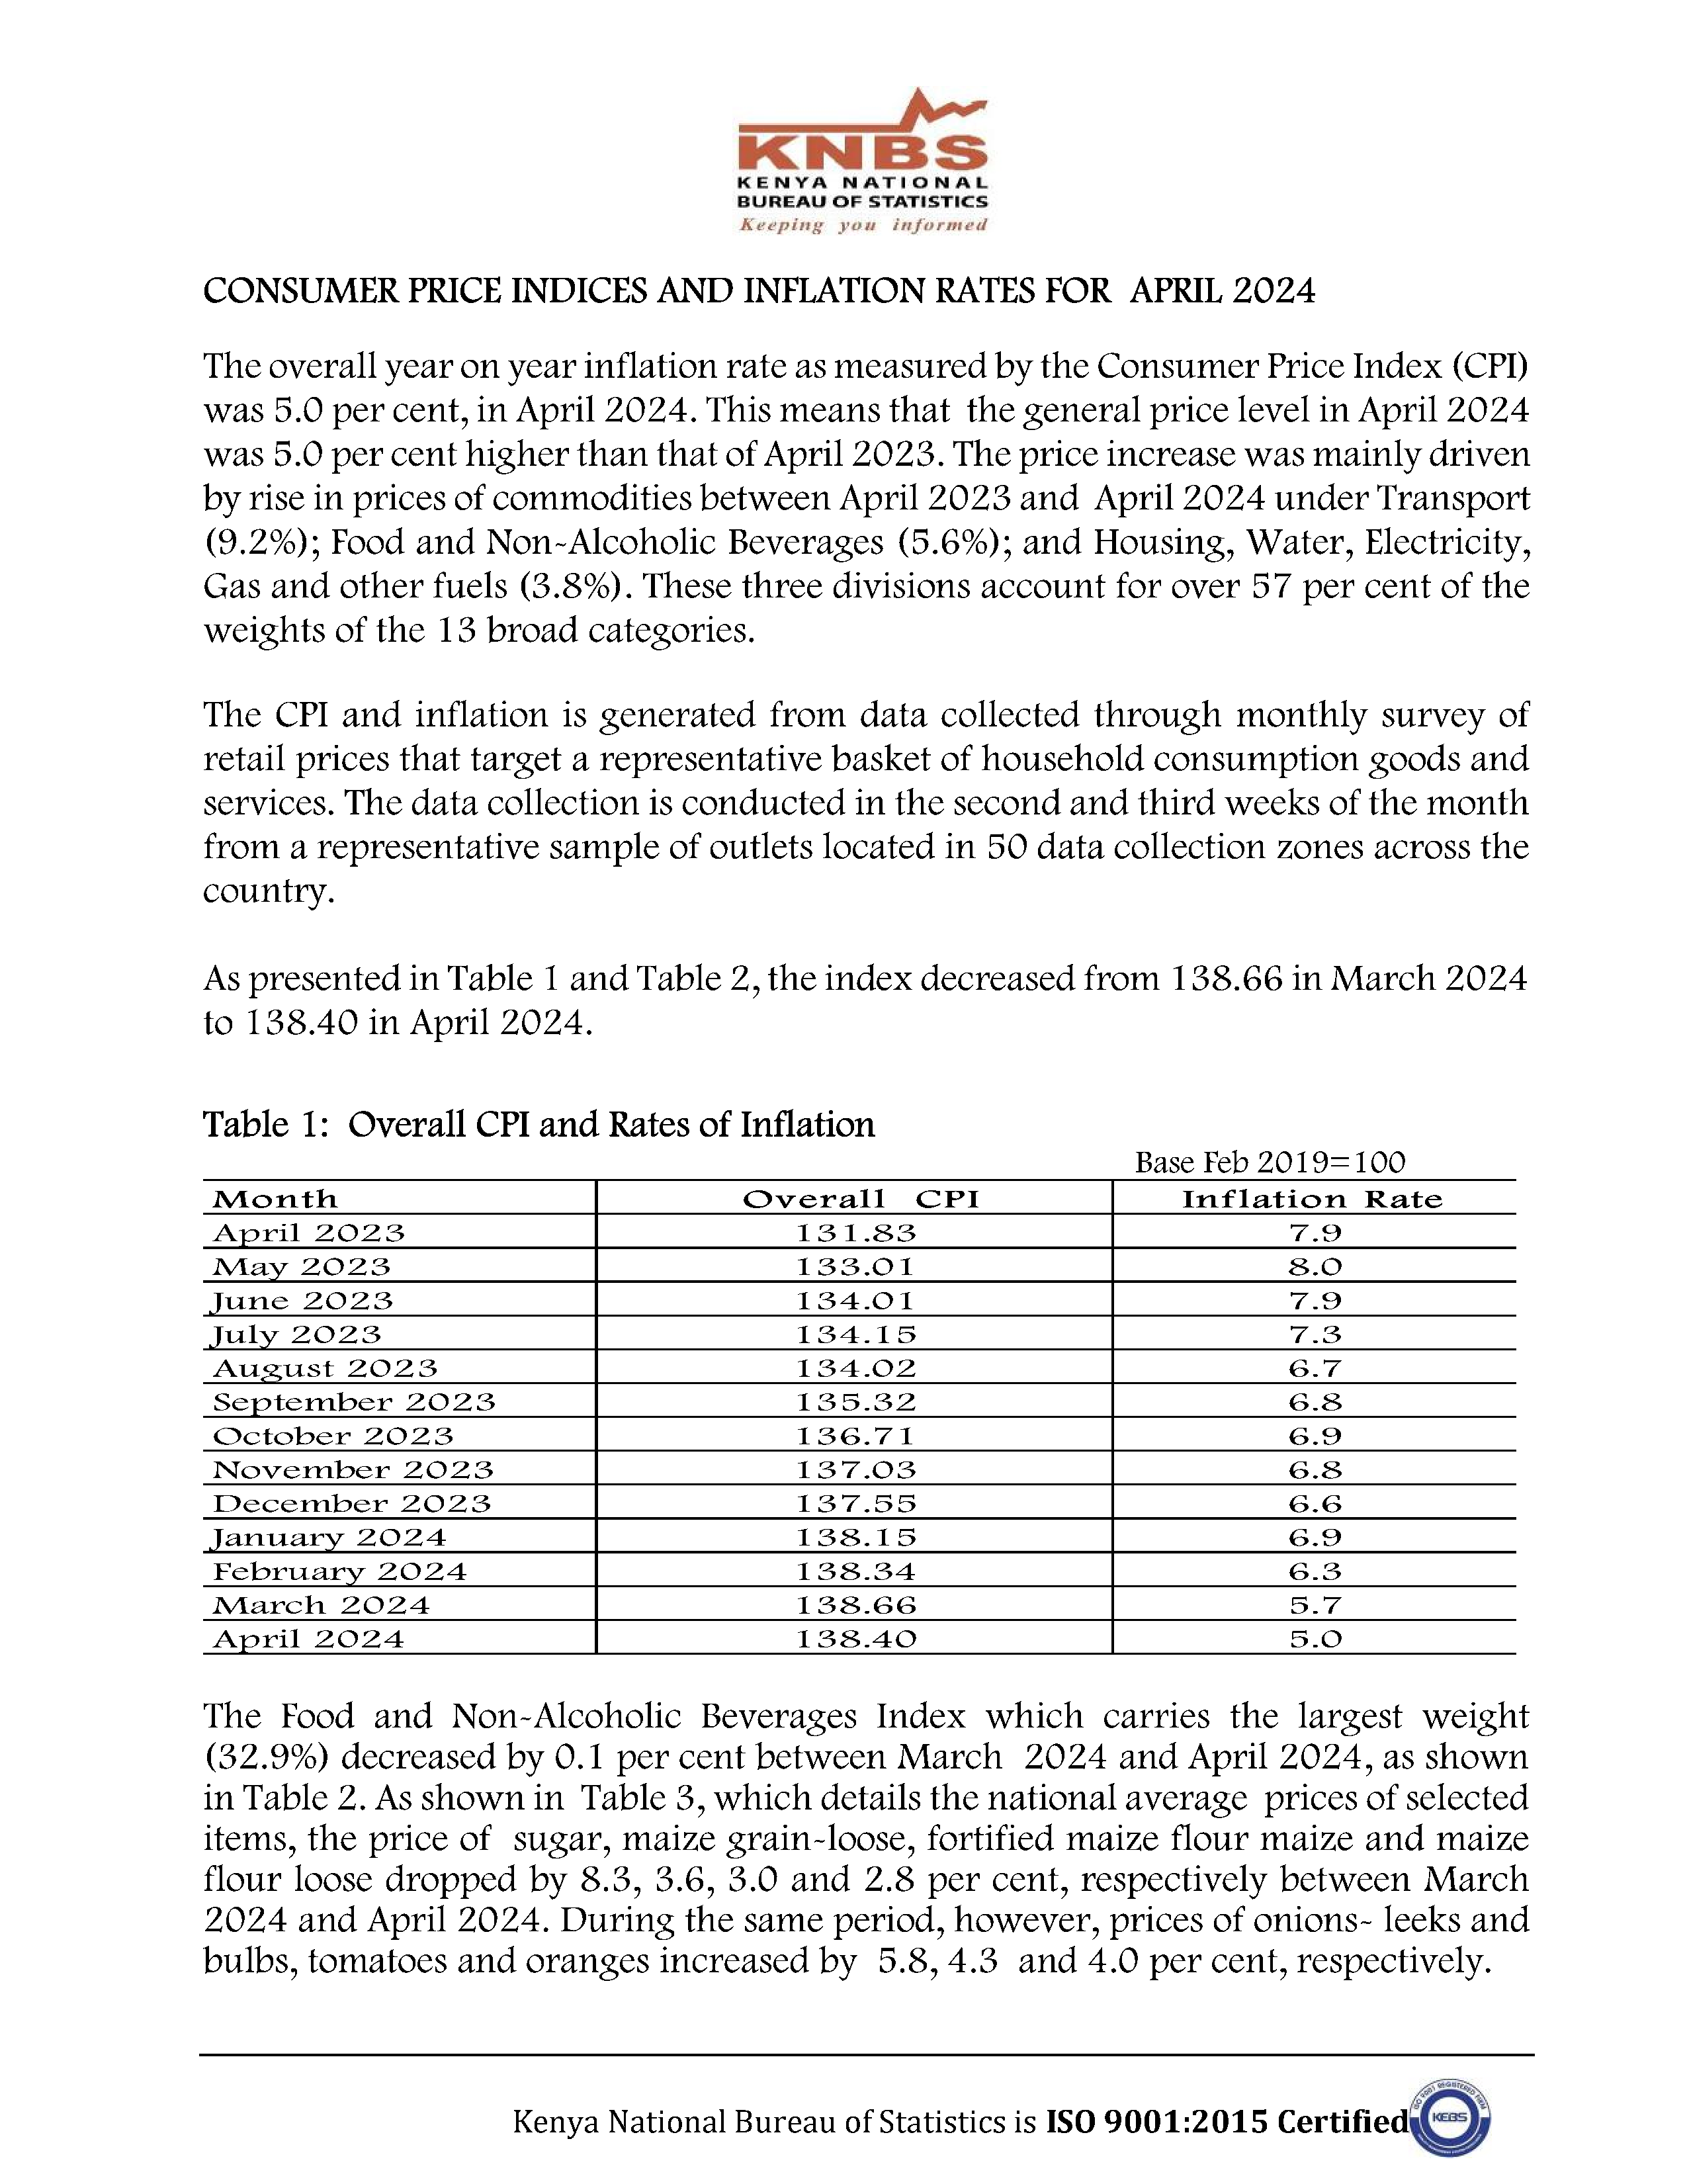 KNBS
KENYA NATIONAL
BUREAU OF STATISTICS
Keeping you informed
CONSUMER PRICE INDICES AND INFLATION RATES FOR APRIL 2024
The overall year on year inflation rate as measured by the Consumer Price Index (CPI)
was 5.0 per cent, in April 2024. This means that the general price level in April 2024
was 5.0 per cent higher than that of April 2023. The price increase was mainly driven
by rise in prices of commodities between April 2023 and April 2024 under Transport
(9.2%); Food and Non-Alcoholic Beverages (5.6%); and Housing, Water, Electricity,
Gas and other fuels (3.8%). These three divisions account for over 57 per cent of the
weights of the 13 broad categories.
The CPI and inflation is generated from data collected through monthly survey of
retail prices that target a representative basket of household consumption goods and
services. The data collection is conducted in the second and third weeks of the month
from a representative sample of outlets located in 50 data collection zones across the
country.
As presented in Table 1 and Table 2, the index decreased from 138.66 in March 2024
to 138.40 in April 2024.
Table 1: Overall CPI and Rates of Inflation
Base Feb 2019=100
Month Overall CPI Inflation Rate
April 2023 131.83 7.9
May 2023 133.01 8.0
June 2023 134.01 7.9
July 2023 134.15 7.3
August 2023 134.02 6.7
September 2023 135.32 6.8
October 2023 136.71 6.9
November 2023 137.03 6.8
December 2023 137.55 6.6
January 2024 138.15 6.9
February 2024 138.34 6.3
March 2024 138.66 5.7
April 2024 138.40 5.0
The Food and Non-Alcoholic Beverages Index which carries the largest weight
(32.9%) decreased by 0.1 per cent between March 2024 and April 2024, as shown
in Table 2. As shown in Table 3, which details the national average prices of selected
items, the price of sugar, maize grain-loose, fortified maize flour maize and maize
flour loose dropped by 8.3, 3.6, 3.0 and 2.8 per cent, respectively between March
2024 and April 2024. During the same period, however, prices of onions- leeks and
bulbs, tomatoes and oranges increased by 5.8, 4.3 and 4.0 per cent, respectively.
Kenya National Bureau of Statistics is ISO 9001:2015 Certified
ISO 9001 REGISTERED FIRM
KEBS